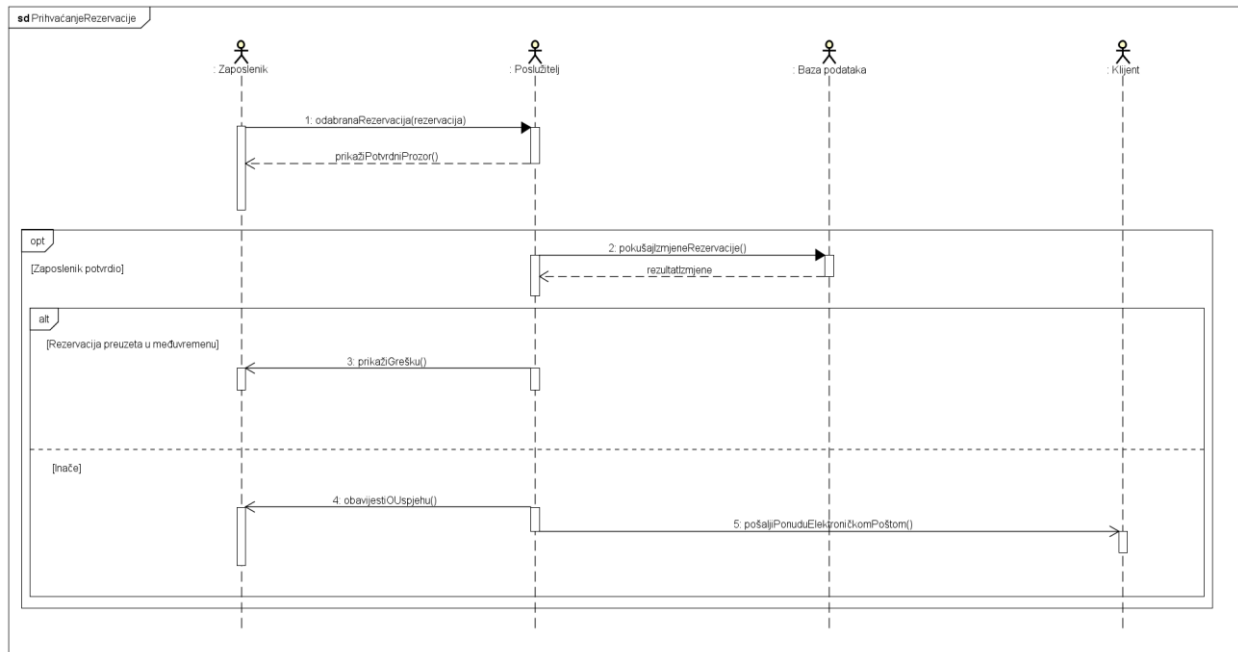 sd PrihvaćanjeRezervacije
: Zaposlenik
: Poslužitelj
: Baza podataka
: Klijent
1: odabranaRezervacija(rezervacija)
prikažiPotvrdniProzor()
opt
2: pokušajIzmjeneRezervacije()
[Zaposlenik potvrdio]
rezultatIzmjene
alt
[Rezervacija preuzeta u međuvremenu]
3: prikažiGrešku()
[Inače]
4: obavijestiOUspjehu()
5: pošaljiPonuduElektroničkomPoštom()